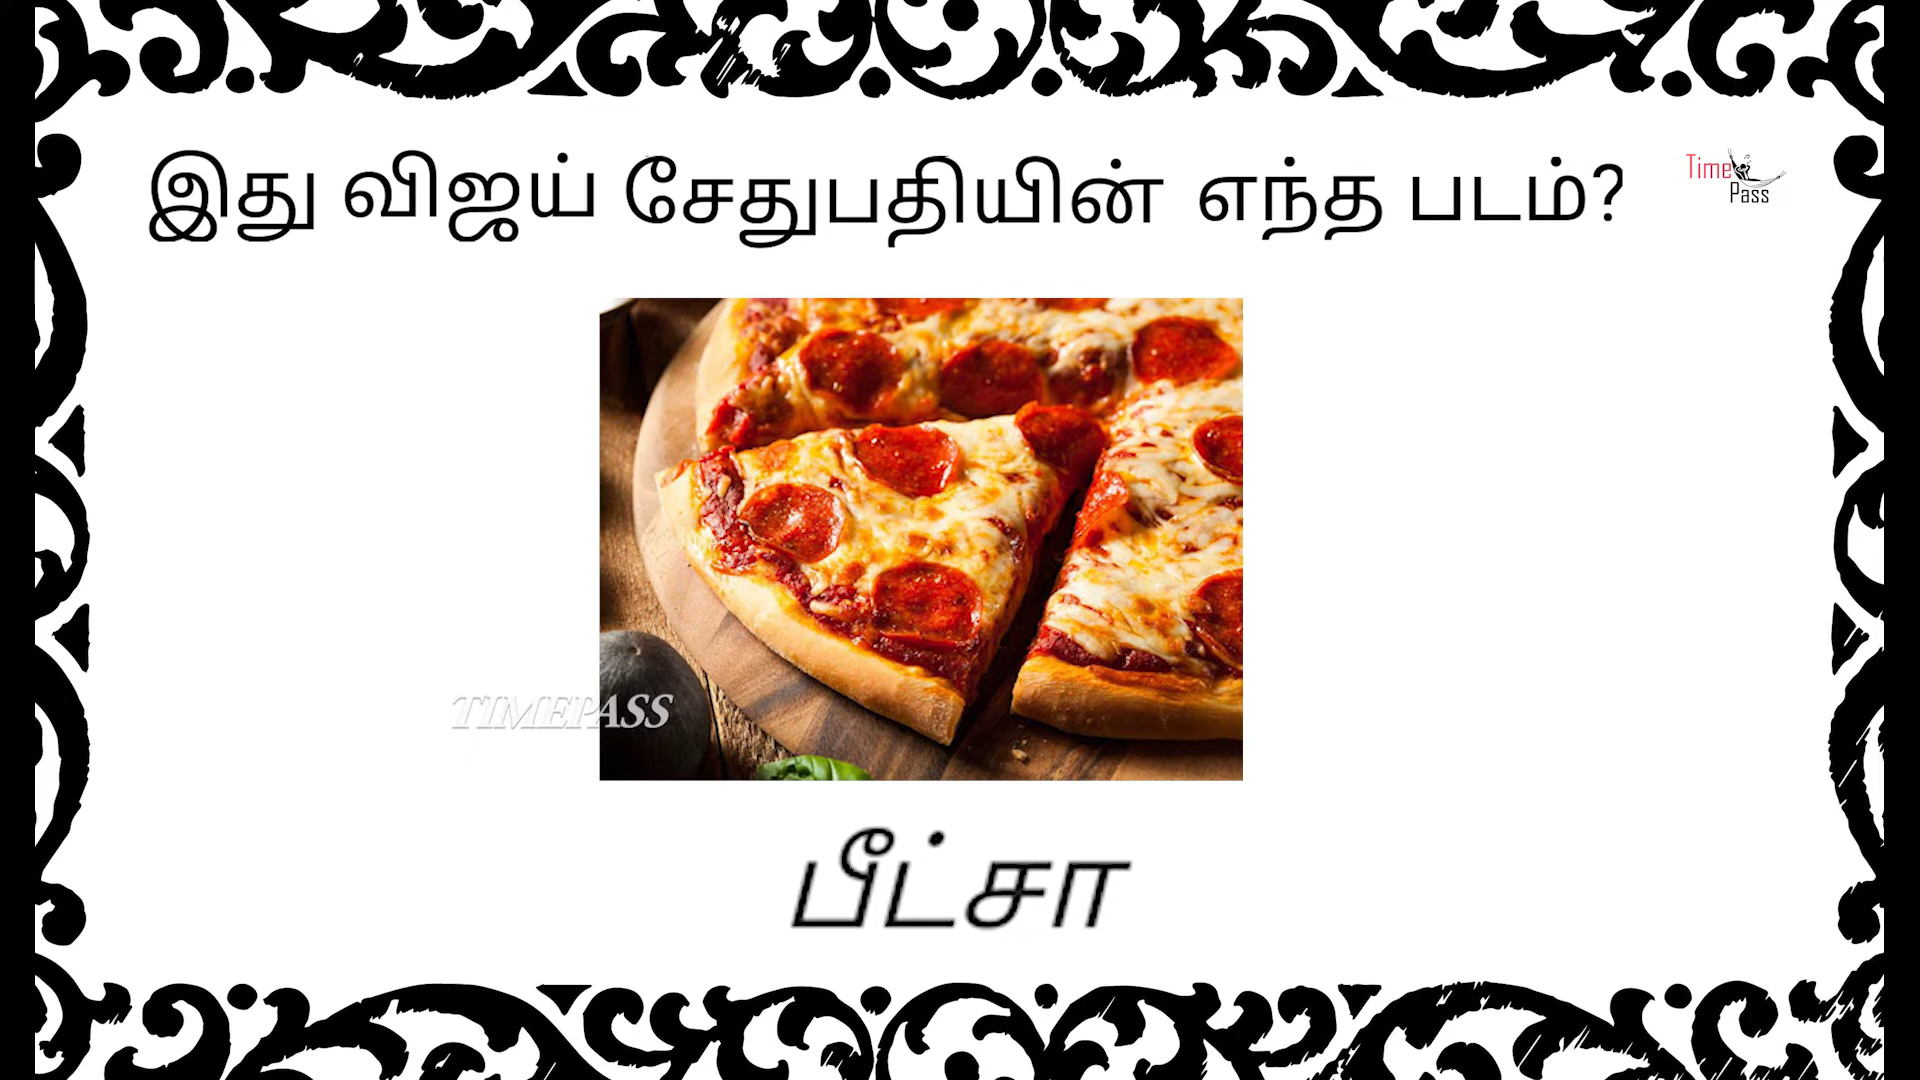 இது விஜய் சேதுபதியின் எந்த படம்?
Time
Pass
TIMEPASS
பீட்சா